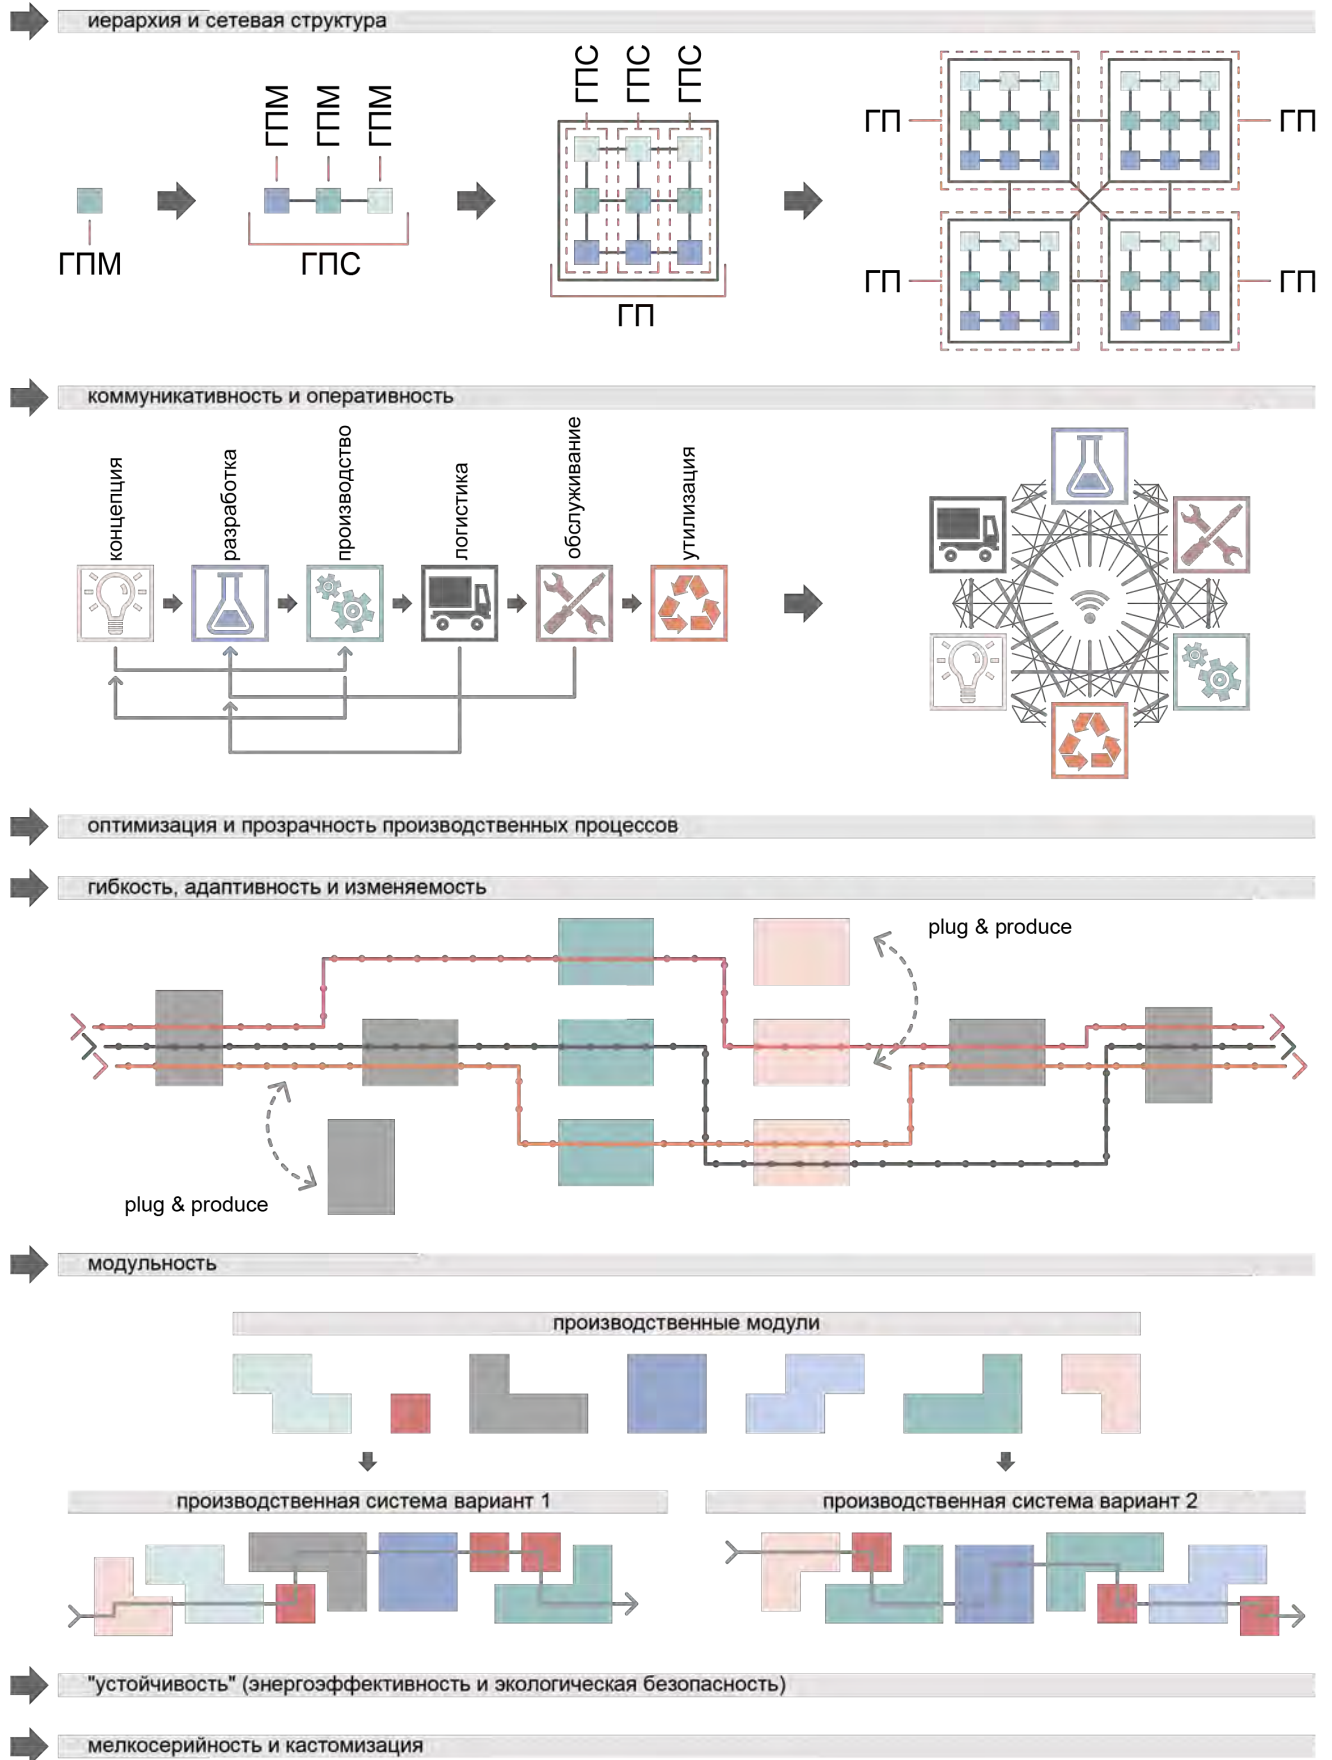 иерархия и сетевая структура
ГПМ
ГПМ
ГПМ
ГПМ
ГПС
ГПС
ГПС
ГПС
ГП
ГП
ГП
ГП
ГП
коммуникативность и оперативность
концепция
разработка
производство
логистика
обслуживание
утилизация
оптимизация и прозрачность производственных процессов
гибкость, адаптивность и изменяемость
plug & produce
plug & produce
модульность
производственные модули
производственная система вариант 1
производственная система вариант 2
"устойчивость" (энергоэффективность и экологическая безопасность)
мелкосерийность и кастомизация